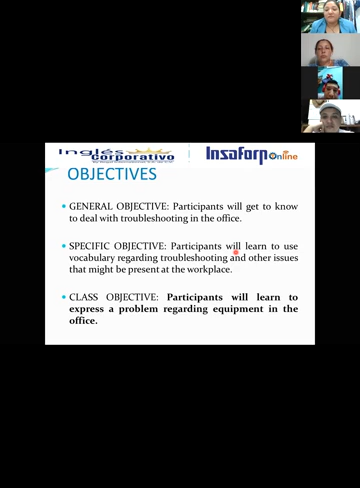 Inglés
Corporativo
Insaforp Online
OBJECTIVES
• GENERAL OBJECTIVE: Participants will get to know
to deal with troubleshooting in the office.
• SPECIFIC OBJECTIVE: Participants will learn to use
vocabulary regarding troubleshooting and other issues
that might be present at the workplace.
• CLASS OBJECTIVE: Participants will learn to
express a problem regarding equipment in the
office.